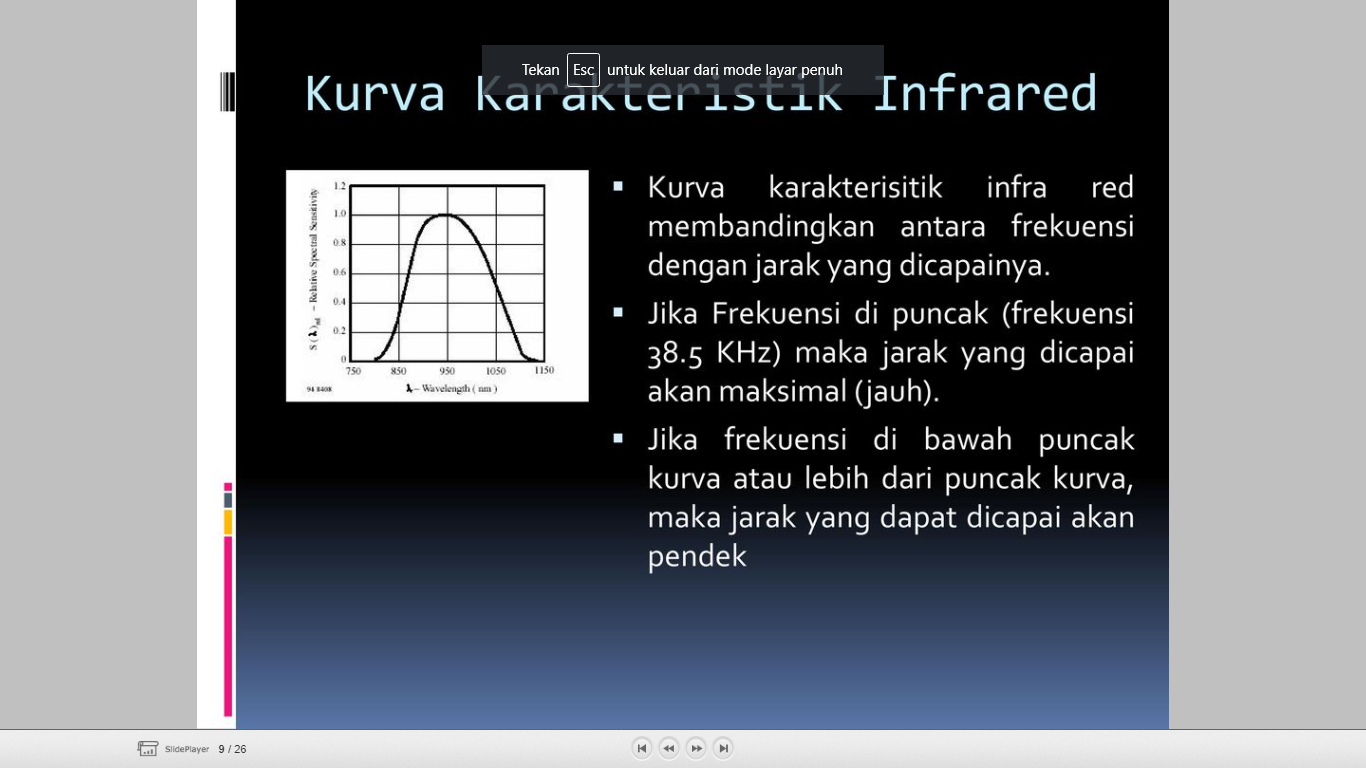 Tekan Esc untuk keluar dari mode layar penuh
Kurva Karakteristik Infrared
1.2
1.0
0.8
0.6
0.4
0.2
0
S ( λ )rel – Relative Spectral Sensitivity
750 850 950 1050 1150
94 8408
λ – Wavelength ( nm )
▪ Kurva karakterisitik infra red
membandingkan antara frekuensi
dengan jarak yang dicapainya.
▪ Jika Frekuensi di puncak (frekuensi
38.5 KHz) maka jarak yang dicapai
akan maksimal (jauh).
▪ Jika frekuensi di bawah puncak
kurva atau lebih dari puncak kurva,
maka jarak yang dapat dicapai akan
pendek
SlidePlayer 9 / 26